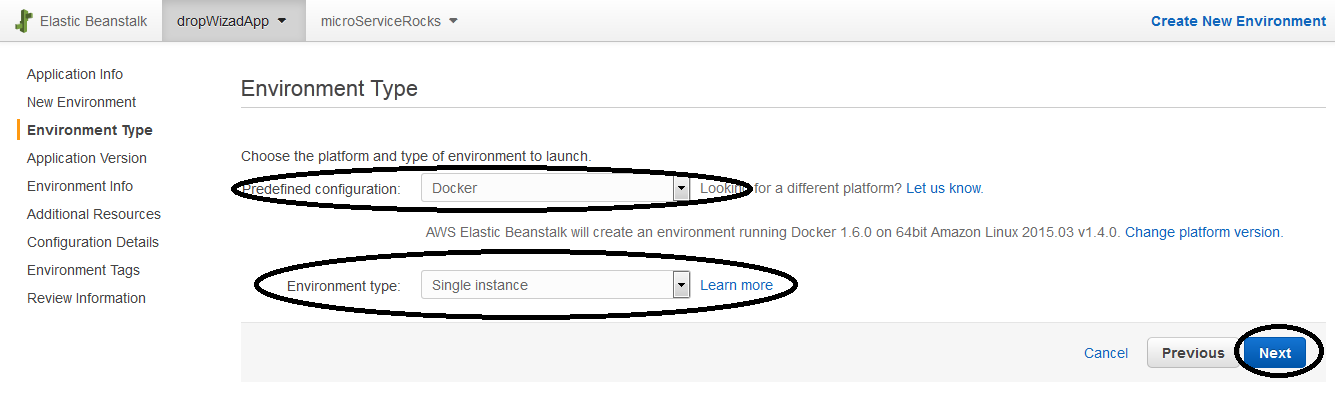 Elastic Beanstalk dropWizadApp microServiceRocks Create New Environment
Application Info
New Environment
Environment Type
Application Version
Environment Info
Additional Resources
Configuration Details
Environment Tags
Review Information
Environment Type
Choose the platform and type of environment to launch.
Predefined configuration: Docker Looking for a different platform? Let us know.
AWS Elastic Beanstalk will create an environment running Docker 1.6.0 on 64bit Amazon Linux 2015.03 v1.4.0. Change platform version.
Environment type: Single instance Learn more
Cancel Previous Next